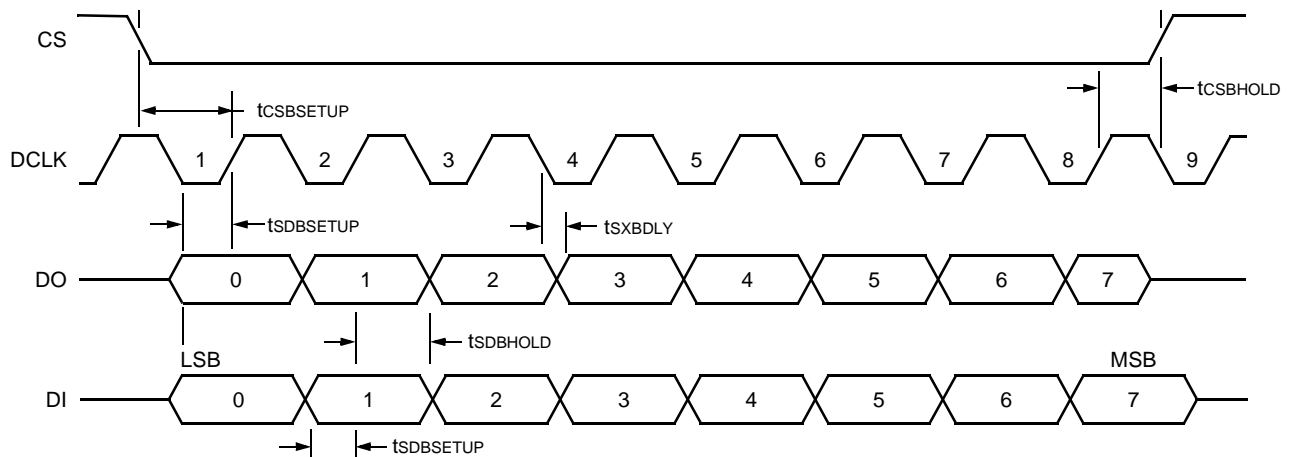 CS
tCSBSETUP
tCSBHOLD
DCLK
1 2 3 4 5 6 7 8 9
tSDBSETUP
tSXBDLY
DO
0 1 2 3 4 5 6 7
tSDBHOLD
LSB
MSB
DI
0 1 2 3 4 5 6 7
tSDBSETUP